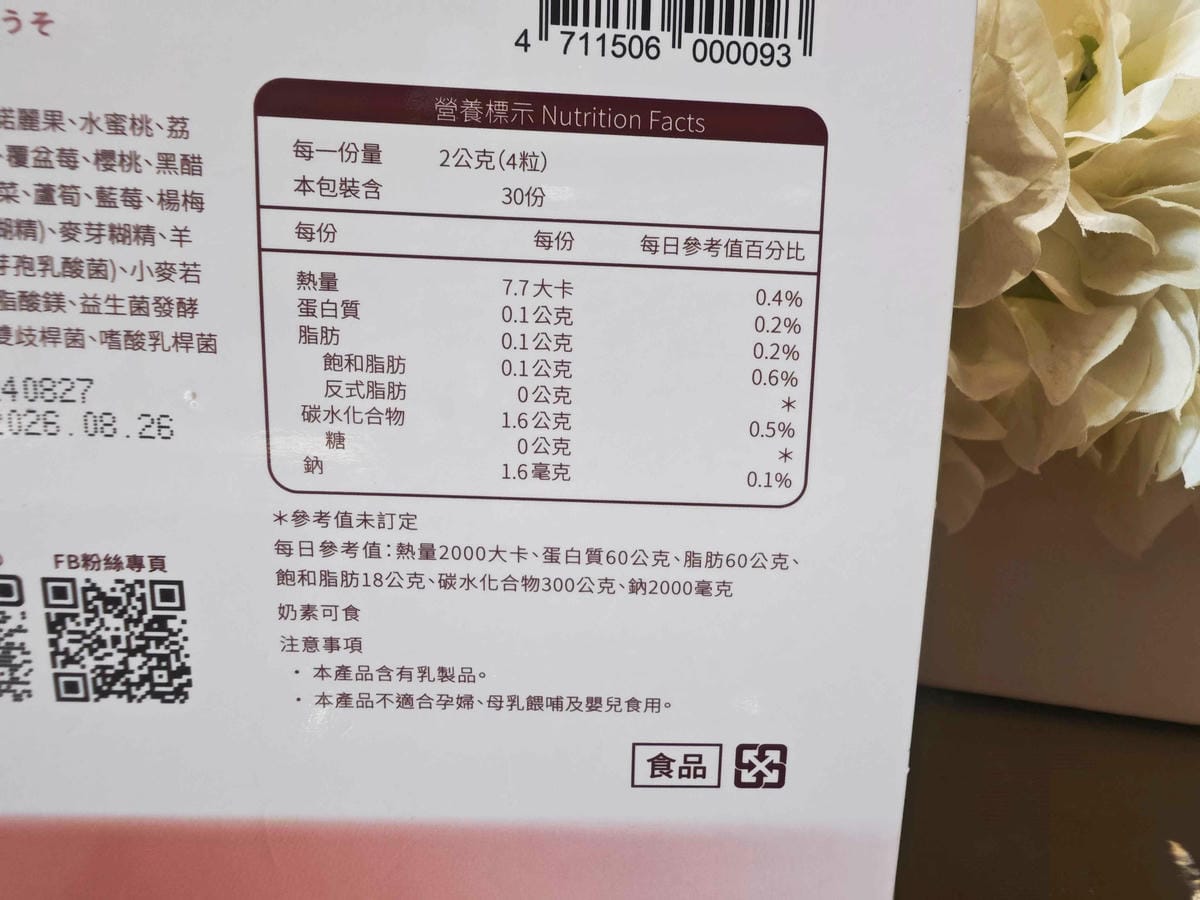 うそ
4 711506 000093
諾麗果、水蜜桃、荔
、覆盆莓、櫻桃、黑醋
菜、蘆筍、藍莓、楊梅
糊精)、麥芽糊精、羊
芽孢乳酸菌)、小麥若
脂酸鎂、益生菌發酵
雙歧桿菌、嗜酸乳桿菌
40827
2026.08.26
FB粉絲專頁
營養標示 Nutrition Facts
每一份量 2公克(4粒)
本包裝含 30份
每份 每份 每日參考值百分比
熱量 7.7大卡 0.4%
蛋白質 0.1公克 0.2%
脂肪 0.1公克 0.2%
飽和脂肪 0.1公克 0.6%
反式脂肪 0公克 *
碳水化合物 1.6公克 0.5%
糖 0公克 *
鈉 1.6毫克 0.1%
*參考值未訂定
每日參考值:熱量2000大卡、蛋白質60公克、脂肪60公克、
飽和脂肪18公克、碳水化合物300公克、鈉2000毫克
奶素可食
注意事項
・本產品含有乳製品。
・本產品不適合孕婦、母乳餵哺及嬰兒食用。
食品